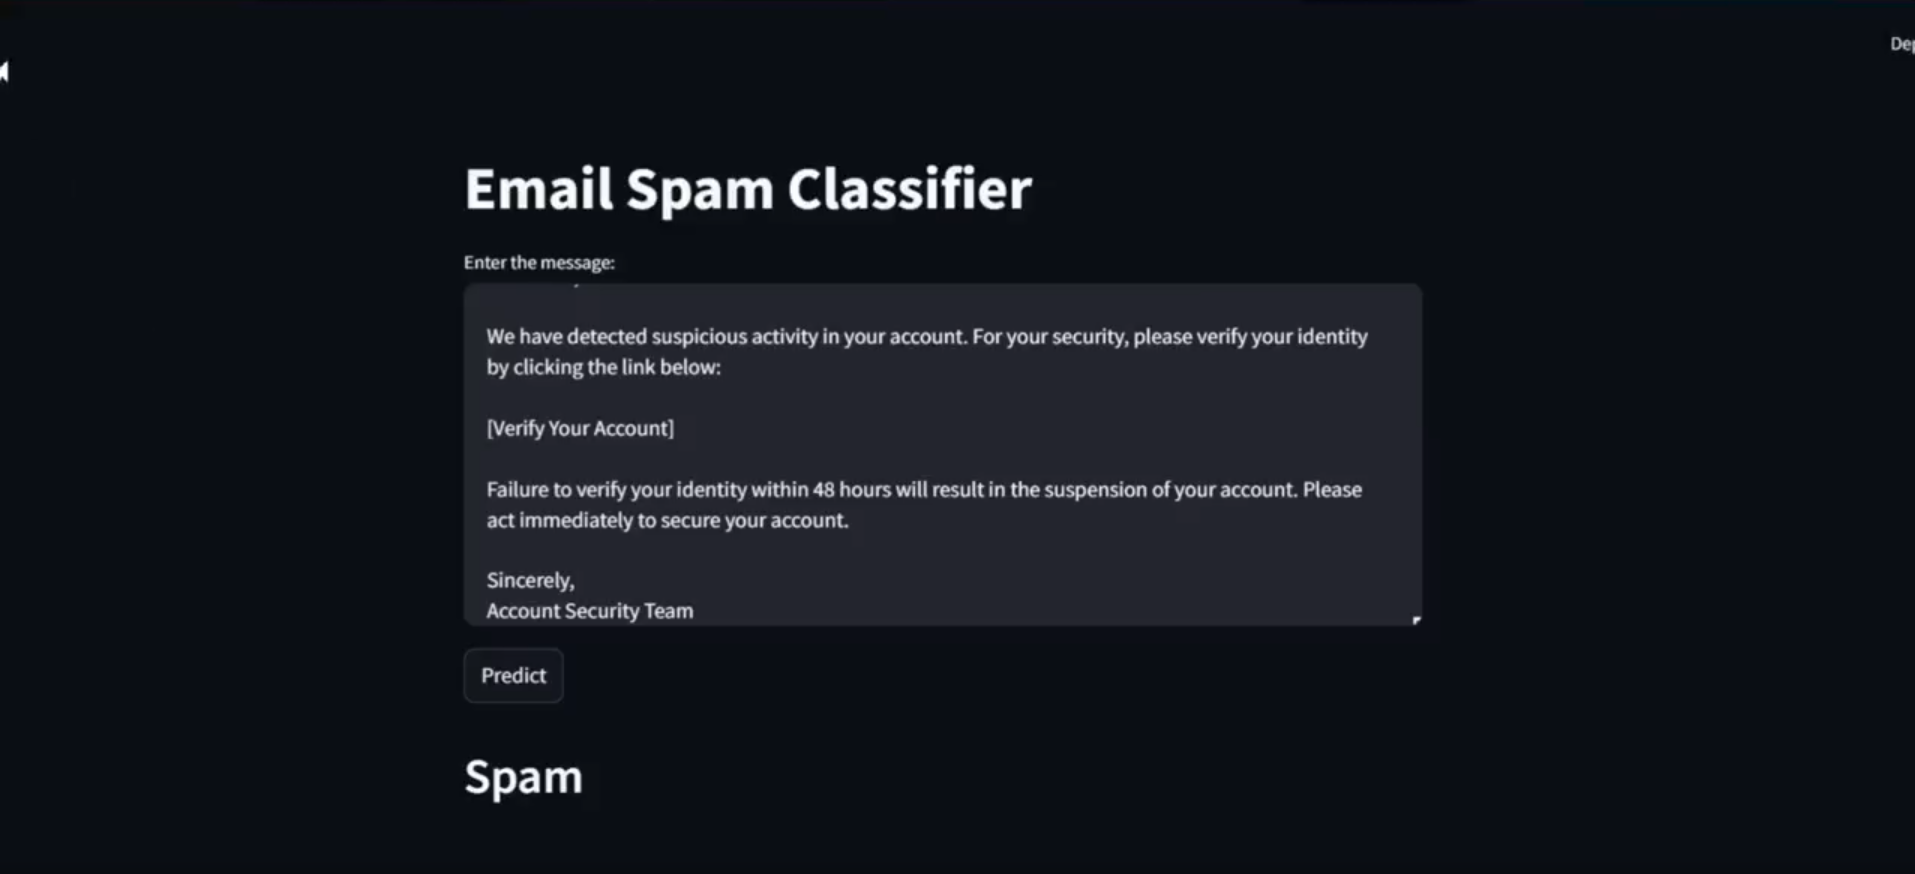 Email Spam Classifier
Enter the message:
We have detected suspicious activity in your account. For your security, please verify your identity
by clicking the link below:
[Verify Your Account]
Failure to verify your identity within 48 hours will result in the suspension of your account. Please
act immediately to secure your account.
Sincerely,
Account Security Team
Predict
Spam